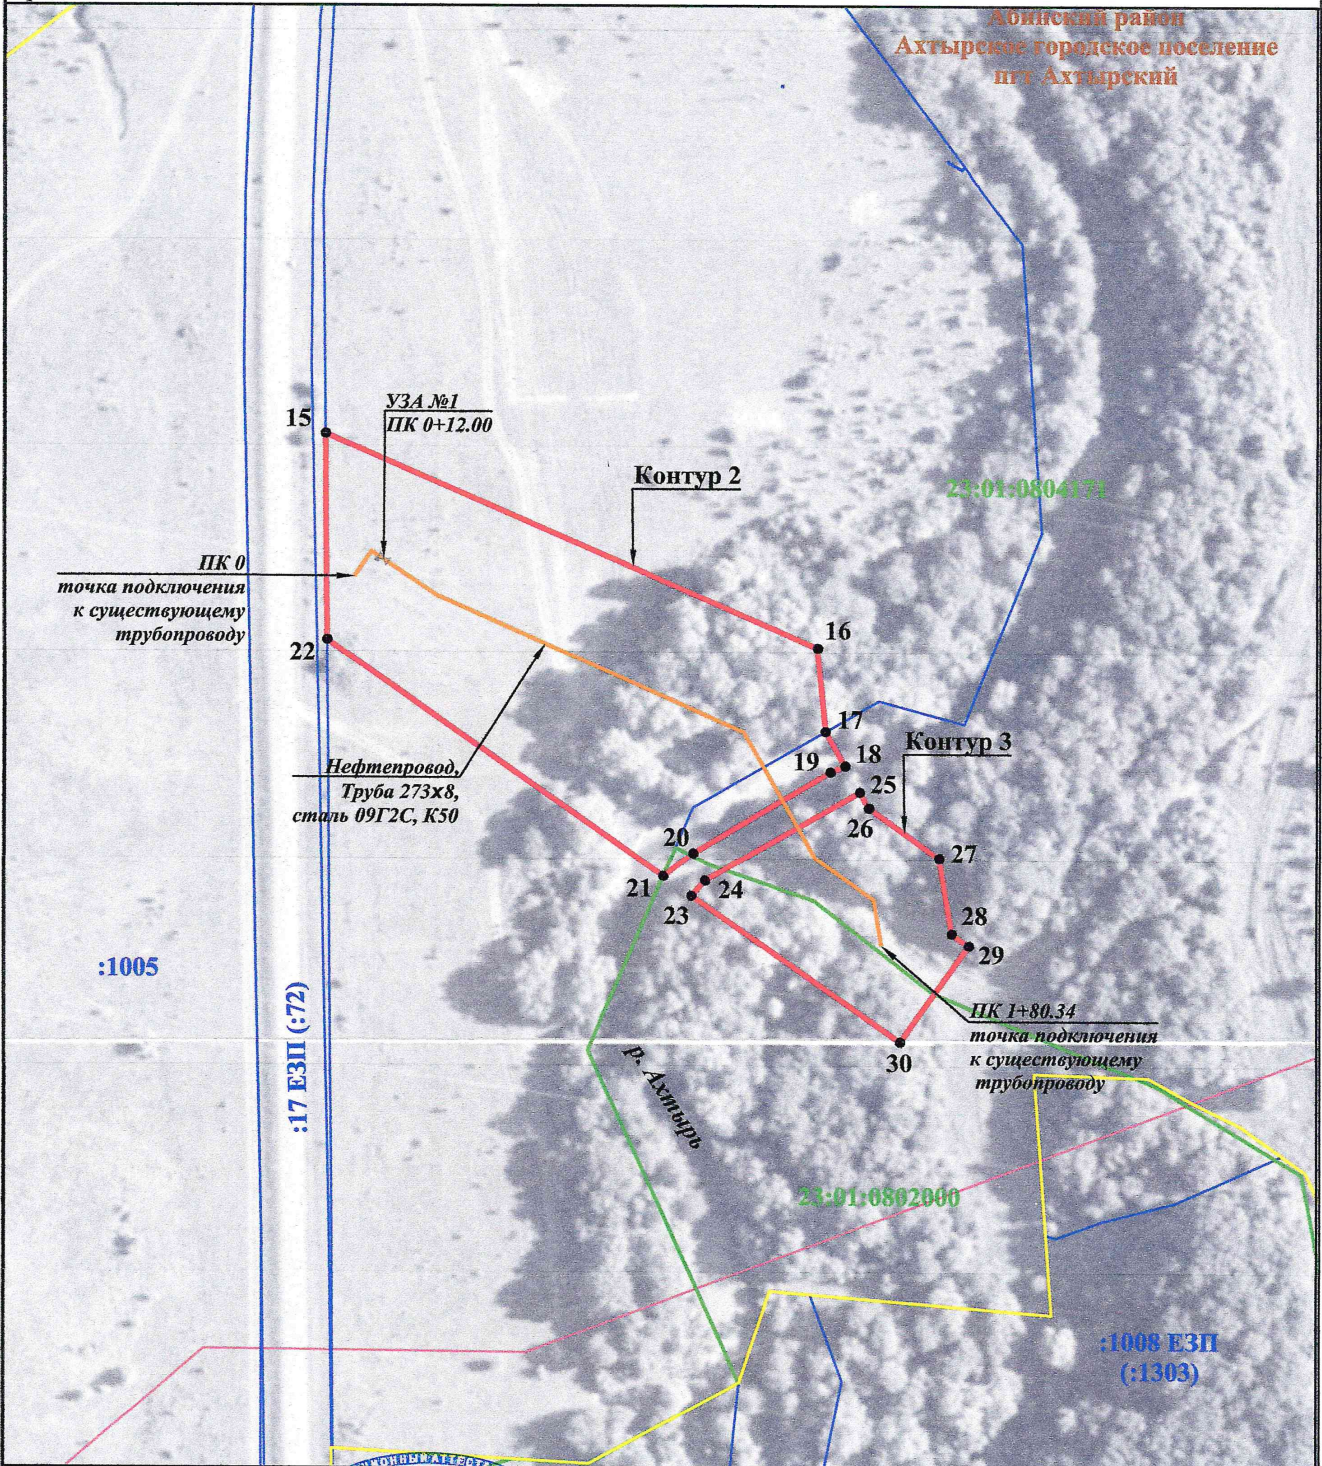 Абинский район
Ахтырское городское поселение
пгт Ахтырский
15
УЗА №1
ПК 0+12.00
Контур 2
23:01:0804171
ПК 0
точка подключения
к существующему
трубопроводу
22
16
17
Контур 3
18
19
25
26
Нефтепровод,
Труба 273х8,
сталь 09Г2С, К50
20
27
21
24
23
28
29
:1005
:17 ЕЗП (:72)
ПК 1+80.34
точка подключения
к существующему
трубопроводу
30
р. Ахтырь
23:01:0802000
:1008 ЕЗП
(:1303)